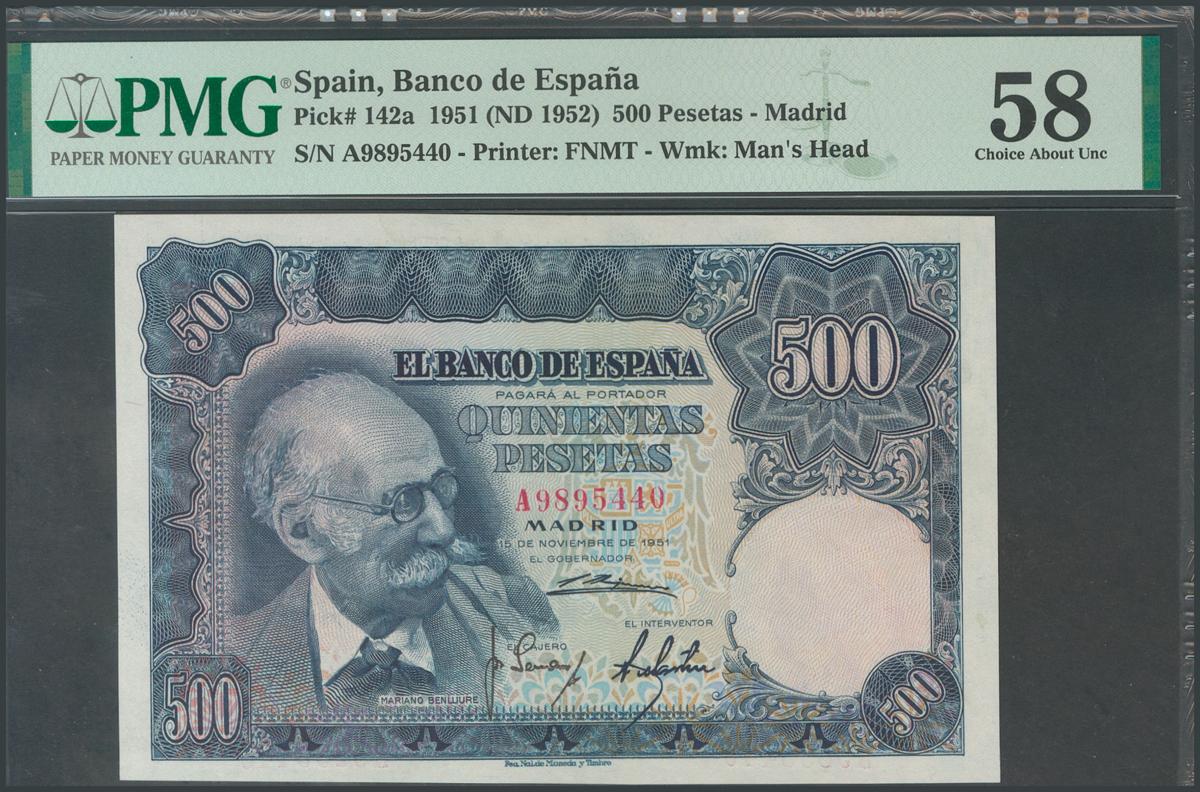 PMG®
PAPER MONEY GUARANTY
Spain, Banco de España
Pick# 142a 1951 (ND 1952) 500 Pesetas - Madrid
S/N A9895440 - Printer: FNMT - Wmk: Man's Head
58
Choice About Unc
500
500
EL BANCO DE ESPAÑA
PAGARÁ AL PORTADOR
QUINIENTAS
PESETAS
A9895440
MADRID
15 DE NOVIEMBRE DE 1951
EL GOBERNADOR
EL INTERVENTOR
EL CAJERO
MARIANO BENLLIURE
500
500
Fca. Nal. de Moneda y Timbre